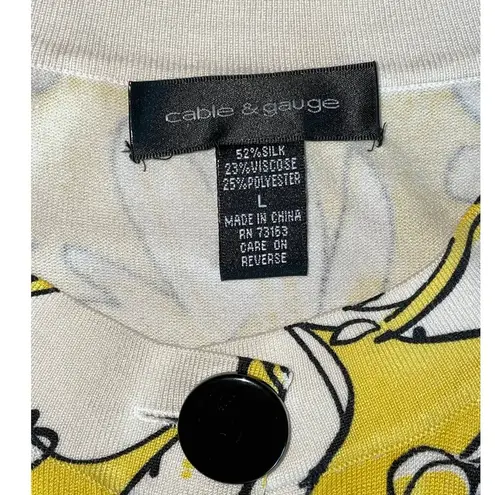 cable & gauge
52%SILK
23%VISCOSE
25%POLYESTER
L
MADE IN CHINA
RN 73163
CARE ON
REVERSE